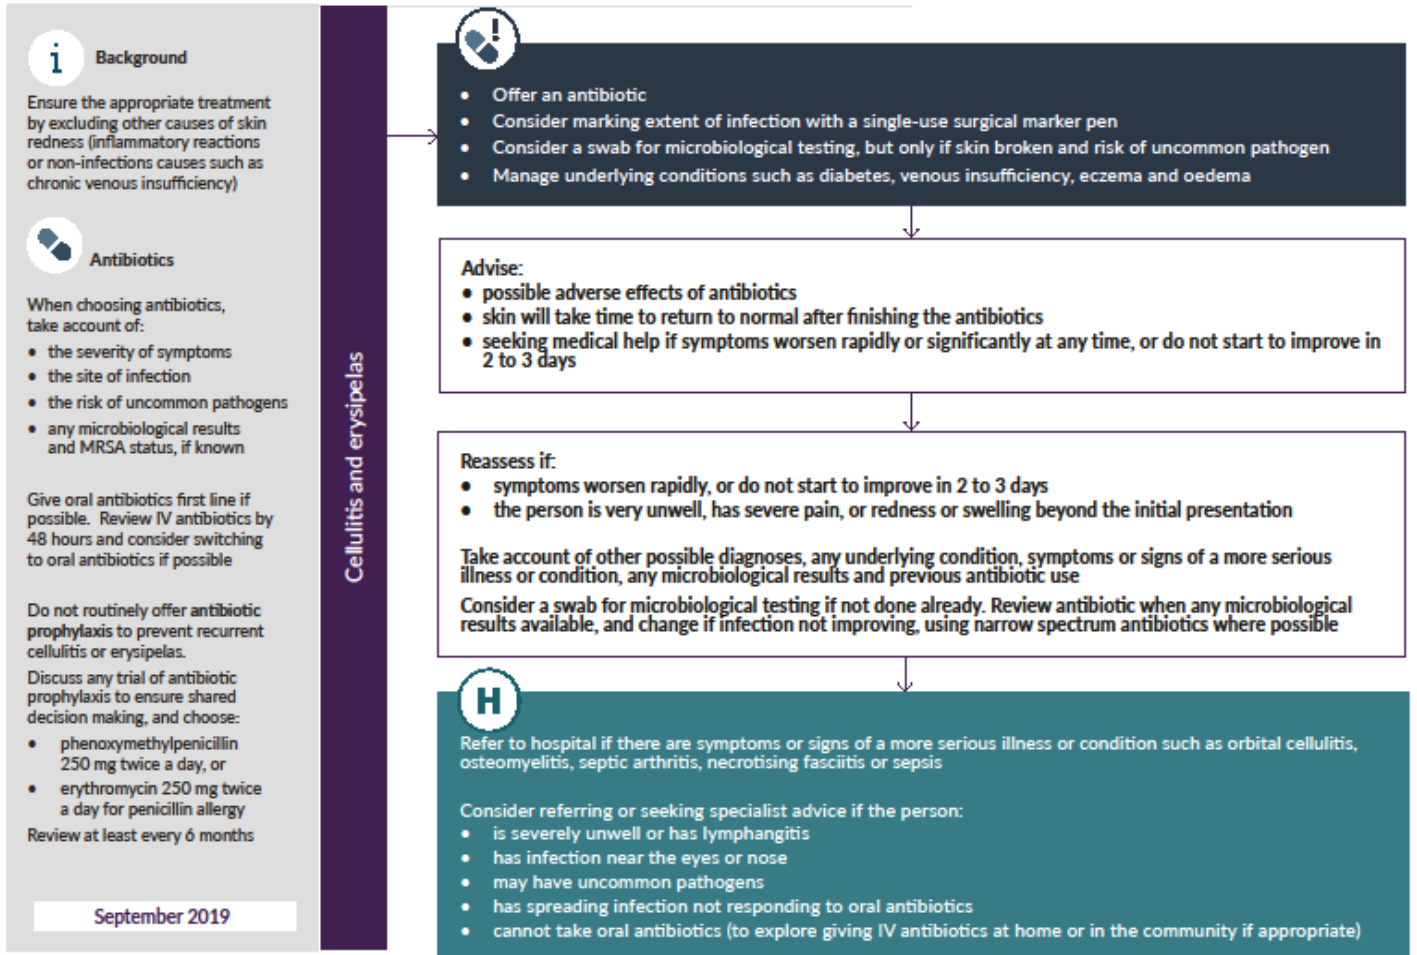 i
Background
Ensure the appropriate treatment
by excluding other causes of skin
redness (inflammatory reactions
or non-infections causes such as
chronic venous insufficiency)
Antibiotics
When choosing antibiotics,
take account of:
• the severity of symptoms
• the site of infection
• the risk of uncommon pathogens
• any microbiological results
and MRSA status, if known
Give oral antibiotics first line if
possible. Review IV antibiotics by
48 hours and consider switching
to oral antibiotics if possible
Do not routinely offer antibiotic
prophylaxis to prevent recurrent
cellulitis or erysipelas.
Discuss any trial of antibiotic
prophylaxis to ensure shared
decision making, and choose:
• phenoxymethylpenicillin
250 mg twice a day, or
• erythromycin 250 mg twice
a day for penicillin allergy
Review at least every 6 months
September 2019
Cellulitis and erysipelas
!
• Offer an antibiotic
• Consider marking extent of infection with a single-use surgical marker pen
• Consider a swab for microbiological testing, but only if skin broken and risk of uncommon pathogen
• Manage underlying conditions such as diabetes, venous insufficiency, eczema and oedema
Advise:
• possible adverse effects of antibiotics
• skin will take time to return to normal after finishing the antibiotics
• seeking medical help if symptoms worsen rapidly or significantly at any time, or do not start to improve in
2 to 3 days
Reassess if:
• symptoms worsen rapidly, or do not start to improve in 2 to 3 days
• the person is very unwell, has severe pain, or redness or swelling beyond the initial presentation
Take account of other possible diagnoses, any underlying condition, symptoms or signs of a more serious
illness or condition, any microbiological results and previous antibiotic use
Consider a swab for microbiological testing if not done already. Review antibiotic when any microbiological
results available, and change if infection not improving, using narrow spectrum antibiotics where possible
H
Refer to hospital if there are symptoms or signs of a more serious illness or condition such as orbital cellulitis,
osteomyelitis, septic arthritis, necrotising fasciitis or sepsis
Consider referring or seeking specialist advice if the person:
• is severely unwell or has lymphangitis
• has infection near the eyes or nose
• may have uncommon pathogens
• has spreading infection not responding to oral antibiotics
• cannot take oral antibiotics (to explore giving IV antibiotics at home or in the community if appropriate)